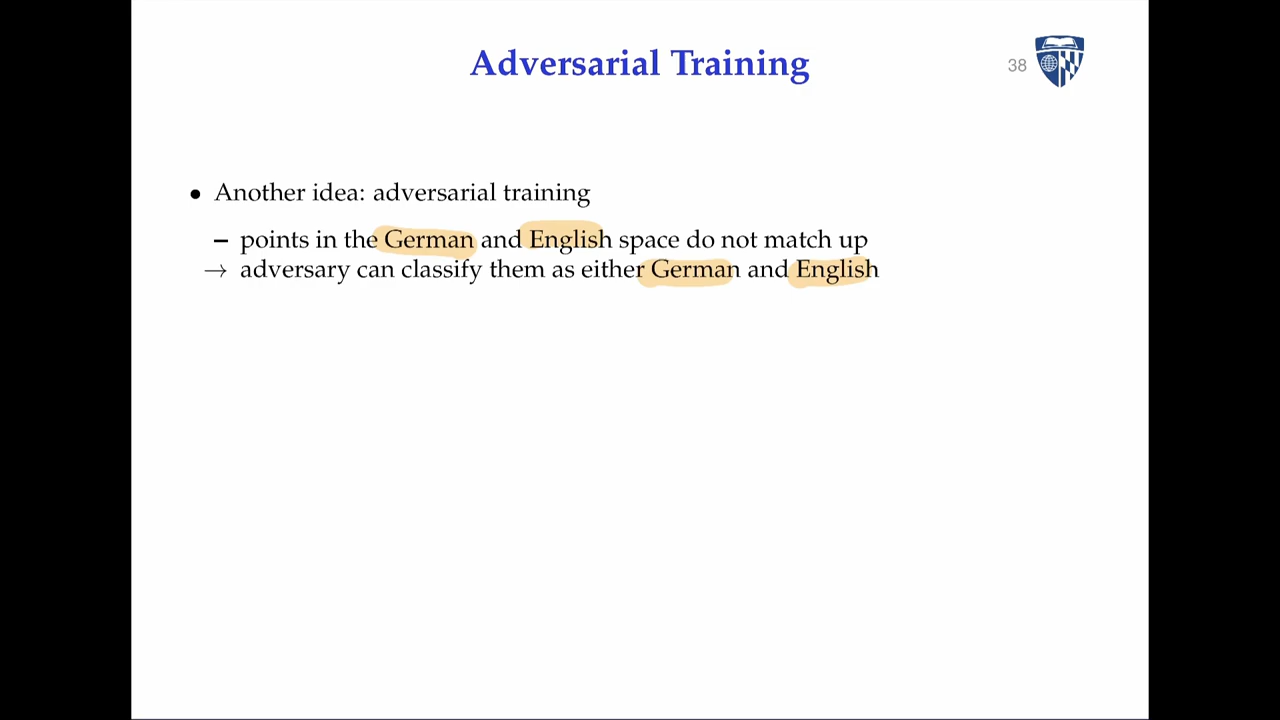 Adversarial Training
38
• Another idea: adversarial training
– points in the German and English space do not match up
→ adversary can classify them as either German and English